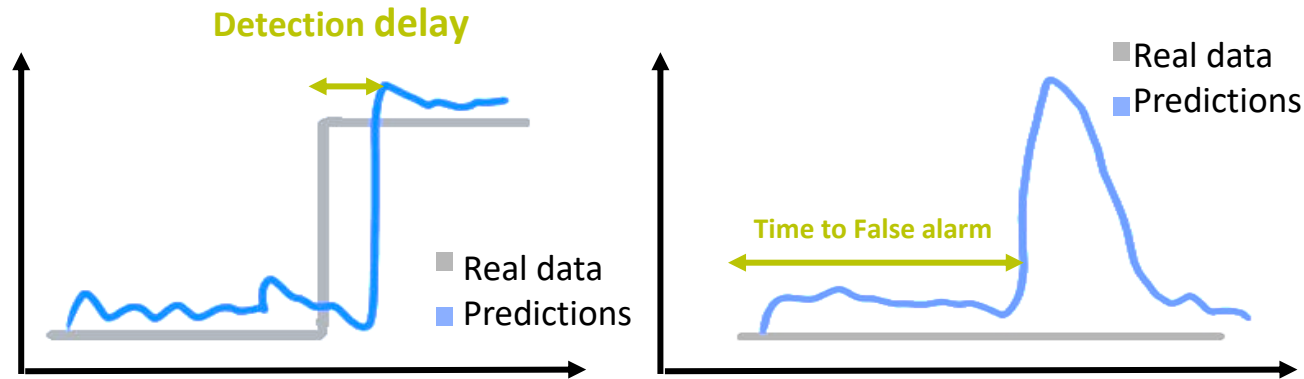 Detection delay
Real data
Predictions
Real data
Predictions
Time to False alarm